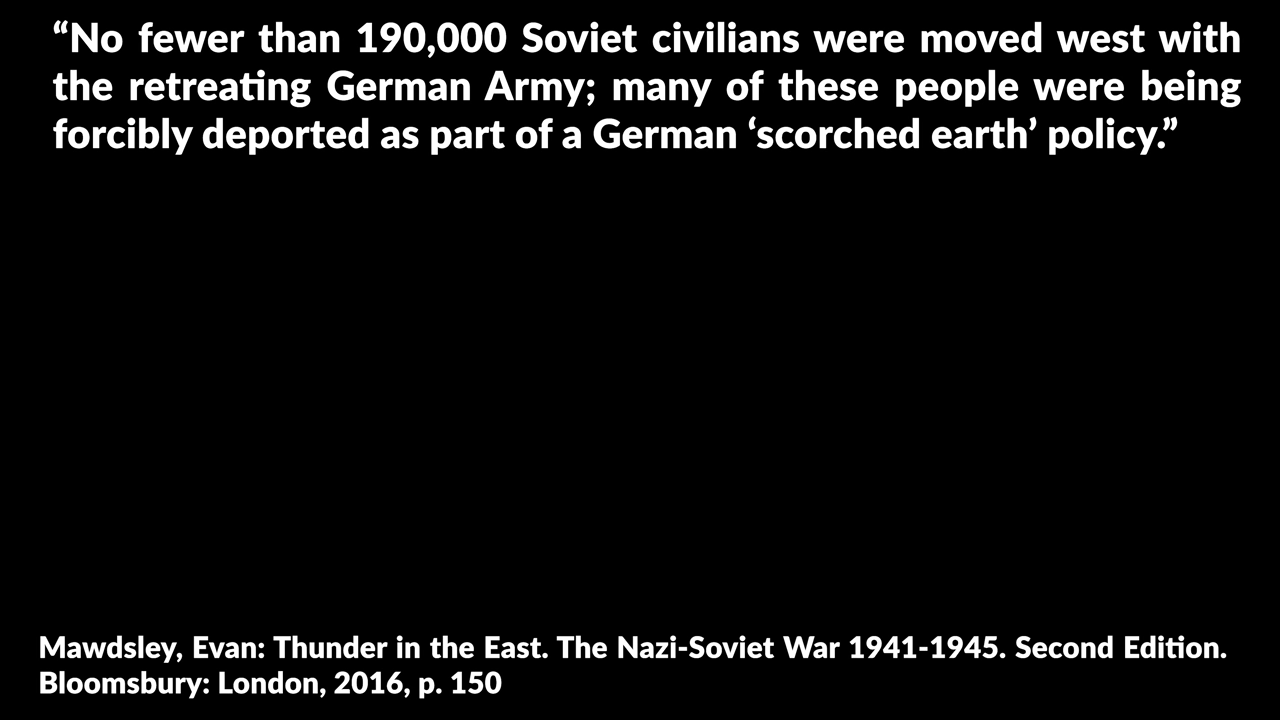 “No fewer than 190,000 Soviet civilians were moved west with
the retreating German Army; many of these people were being
forcibly deported as part of a German ‘scorched earth’ policy.”
Mawdsley, Evan: Thunder in the East. The Nazi-Soviet War 1941-1945. Second Edition.
Bloomsbury: London, 2016, p. 150